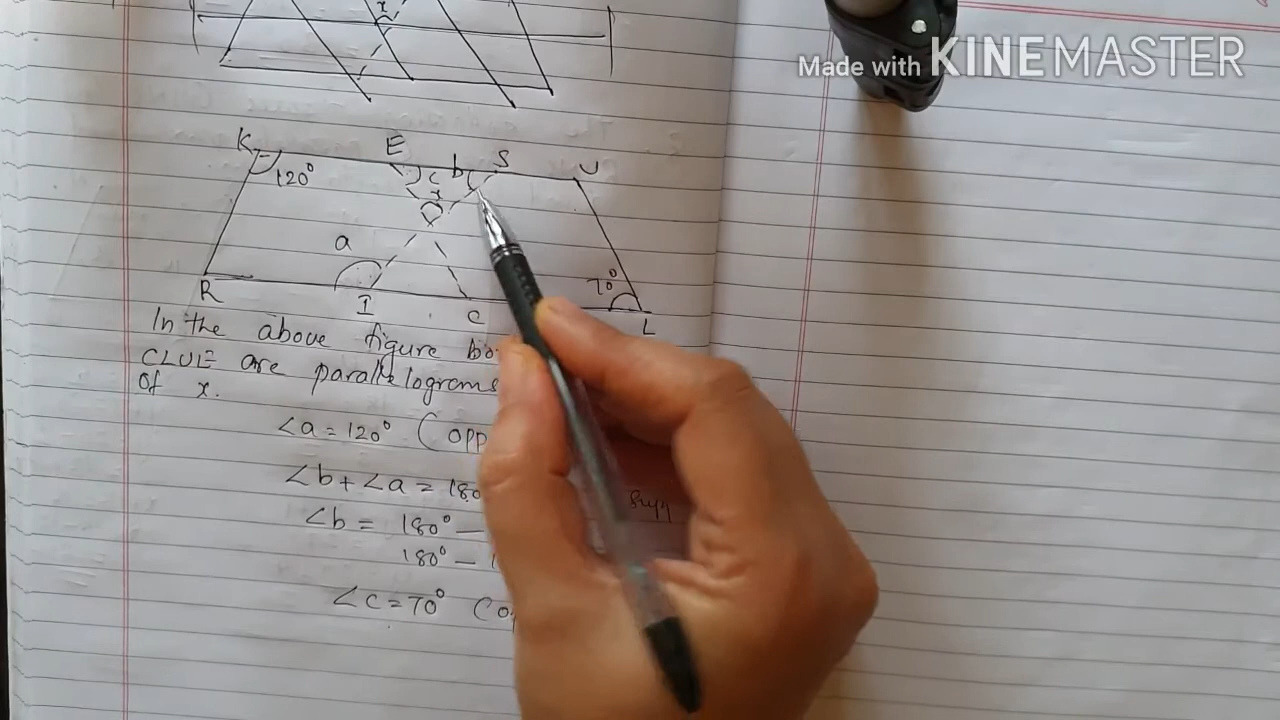 Made with KINEMASTER
x
K E b S U
120° c x
a
70°
R I C L
In the above figure bo
CLUE are parallelograms
of x.
∠a = 120° ( opp
∠b + ∠a = 180
∠b = 180° –
180° – 1
∠c = 70° ( o